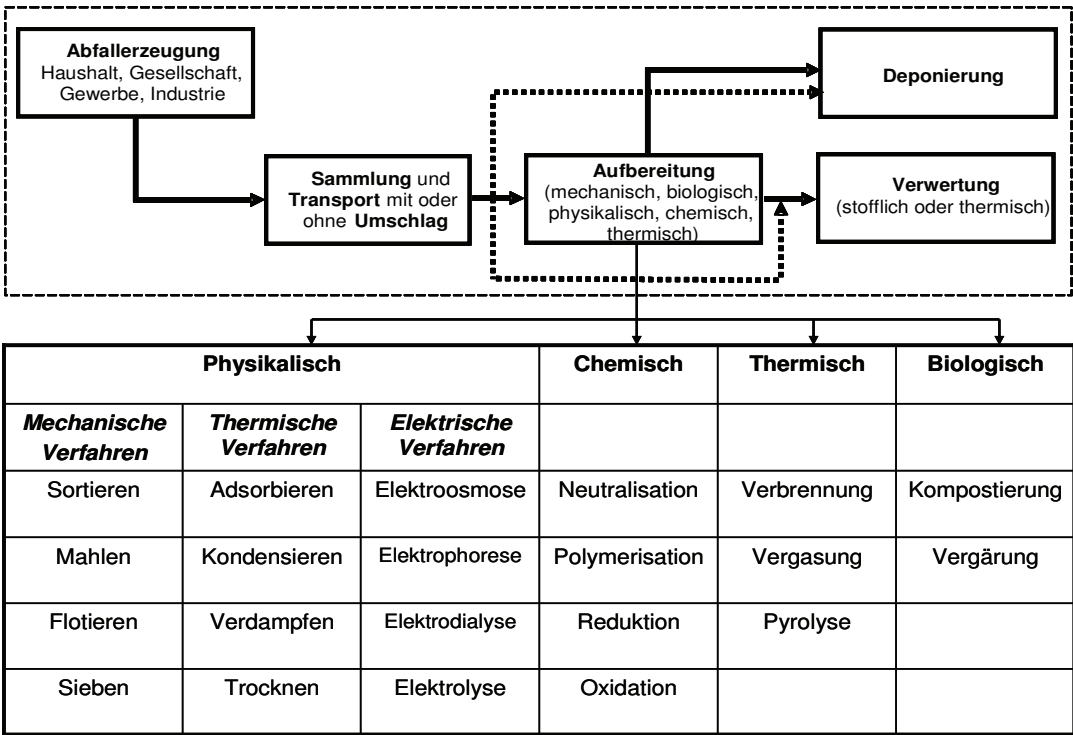 Abfallerzeugung
Haushalt, Gesellschaft,
Gewerbe, Industrie
Deponierung
Sammlung und
Transport mit oder
ohne Umschlag
Aufbereitung
(mechanisch, biologisch,
physikalisch, chemisch,
thermisch)
Verwertung
(stofflich oder thermisch)
Physikalisch Chemisch Thermisch Biologisch
Mechanische Verfahren Thermische Verfahren Elektrische Verfahren
Sortieren Adsorbieren Elektroosmose Neutralisation Verbrennung Kompostierung
Mahlen Kondensieren Elektrophorese Polymerisation Vergasung Vergärung
Flotieren Verdampfen Elektrodialyse Reduktion Pyrolyse
Sieben Trocknen Elektrolyse Oxidation